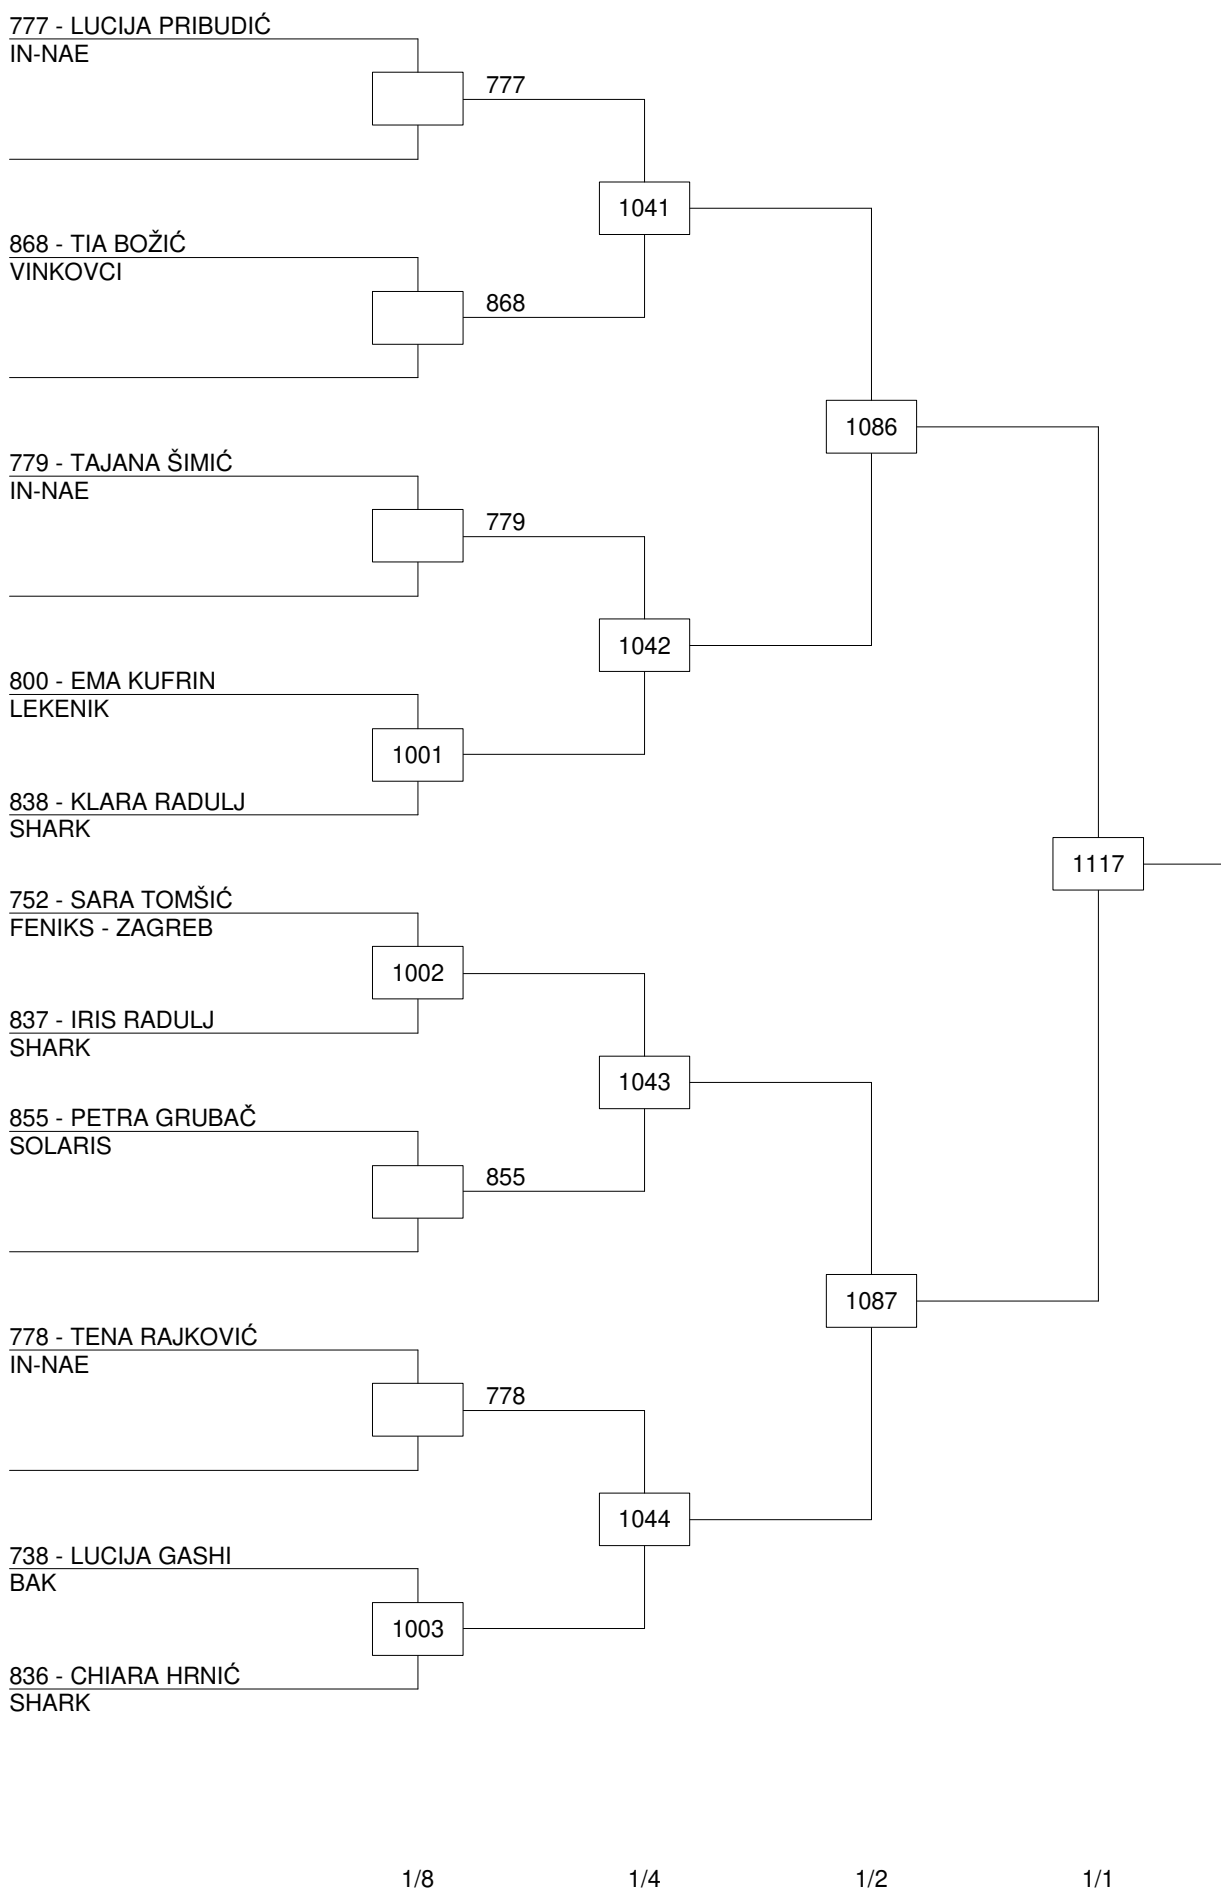 777 - LUCIJA PRIBUDIĆ
IN-NAE
777
1041
868 - TIA BOŽIĆ
VINKOVCI
868
1086
779 - TAJANA ŠIMIĆ
IN-NAE
779
1042
800 - EMA KUFRIN
LEKENIK
1001
838 - KLARA RADULJ
SHARK
1117
752 - SARA TOMŠIĆ
FENIKS - ZAGREB
1002
837 - IRIS RADULJ
SHARK
1043
855 - PETRA GRUBAČ
SOLARIS
855
1087
778 - TENA RAJKOVIĆ
IN-NAE
778
1044
738 - LUCIJA GASHI
BAK
1003
836 - CHIARA HRNIĆ
SHARK
1/8 1/4 1/2 1/1